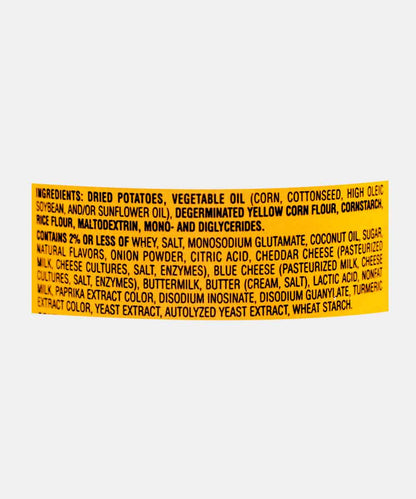 INGREDIENTS: DRIED POTATOES, VEGETABLE OIL (CORN, COTTONSEED, HIGH OLEIC
SOYBEAN, AND/OR SUNFLOWER OIL), DEGERMINATED YELLOW CORN FLOUR, CORNSTARCH,
RICE FLOUR, MALTODEXTRIN, MONO- AND DIGLYCERIDES.
CONTAINS 2% OR LESS OF WHEY, SALT, MONOSODIUM GLUTAMATE, COCONUT OIL, SUGAR,
NATURAL FLAVORS, ONION POWDER, CITRIC ACID, CHEDDAR CHEESE (PASTEURIZED
MILK, CHEESE CULTURES, SALT, ENZYMES), BLUE CHEESE (PASTEURIZED MILK, CHEESE
CULTURES, SALT, ENZYMES), BUTTERMILK, BUTTER (CREAM, SALT), LACTIC ACID, NONFAT
MILK, PAPRIKA EXTRACT COLOR, DISODIUM INOSINATE, DISODIUM GUANYLATE, TURMERIC
EXTRACT COLOR, YEAST EXTRACT, AUTOLYZED YEAST EXTRACT, WHEAT STARCH.